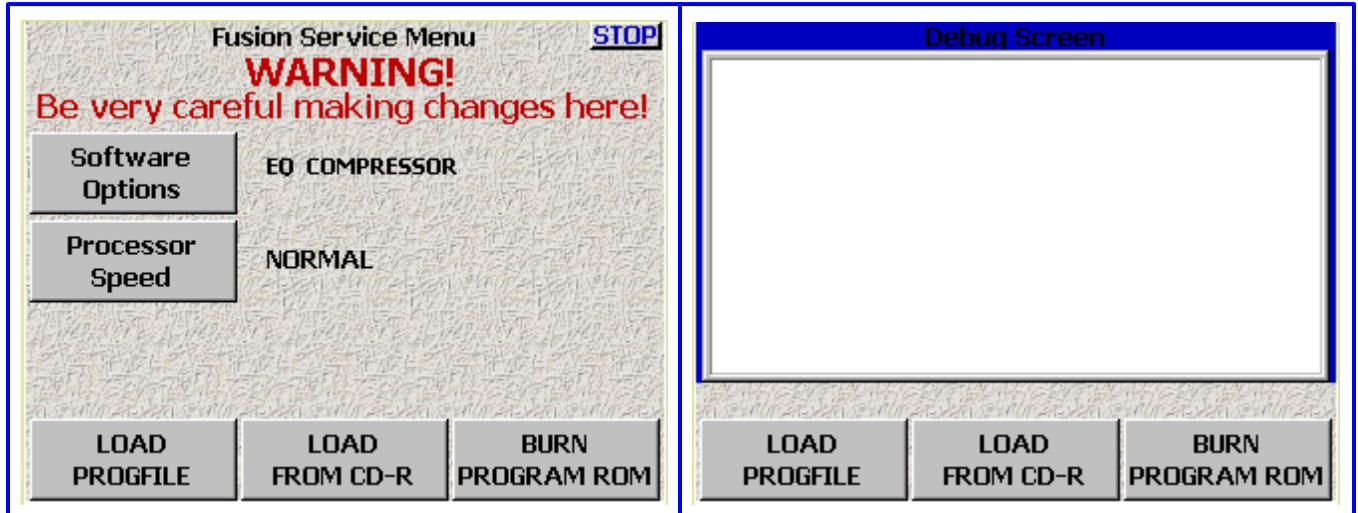 Fusion Service Menu STOP
WARNING!
Be very careful making changes here!
Software
Options
EQ COMPRESSOR
Processor
Speed
NORMAL
LOAD
PROGFILE
LOAD
FROM CD-R
BURN
PROGRAM ROM
Debug Screen
LOAD
PROGFILE
LOAD
FROM CD-R
BURN
PROGRAM ROM